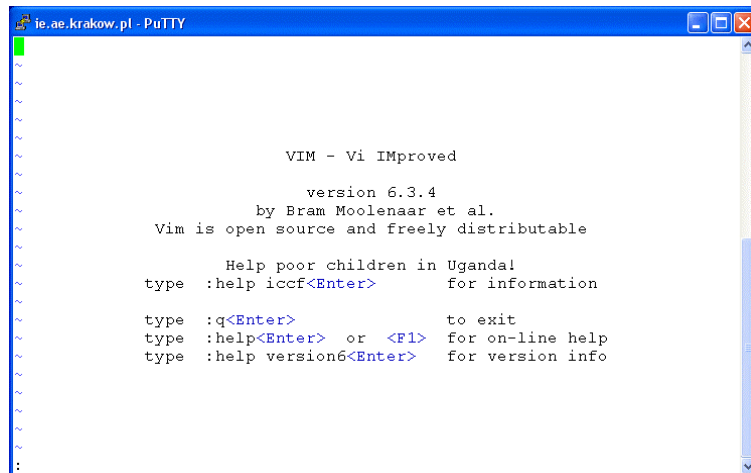 ie.ae.krakow.pl - PuTTY
~
~
~
~
~
~ VIM - Vi IMproved
~
~ version 6.3.4
~ by Bram Moolenaar et al.
~ Vim is open source and freely distributable
~
~ Help poor children in Uganda!
~ type :help iccf<Enter> for information
~
~ type :q<Enter> to exit
~ type :help<Enter> or <F1> for on-line help
~ type :help version6<Enter> for version info
~
~
~
~
~
: